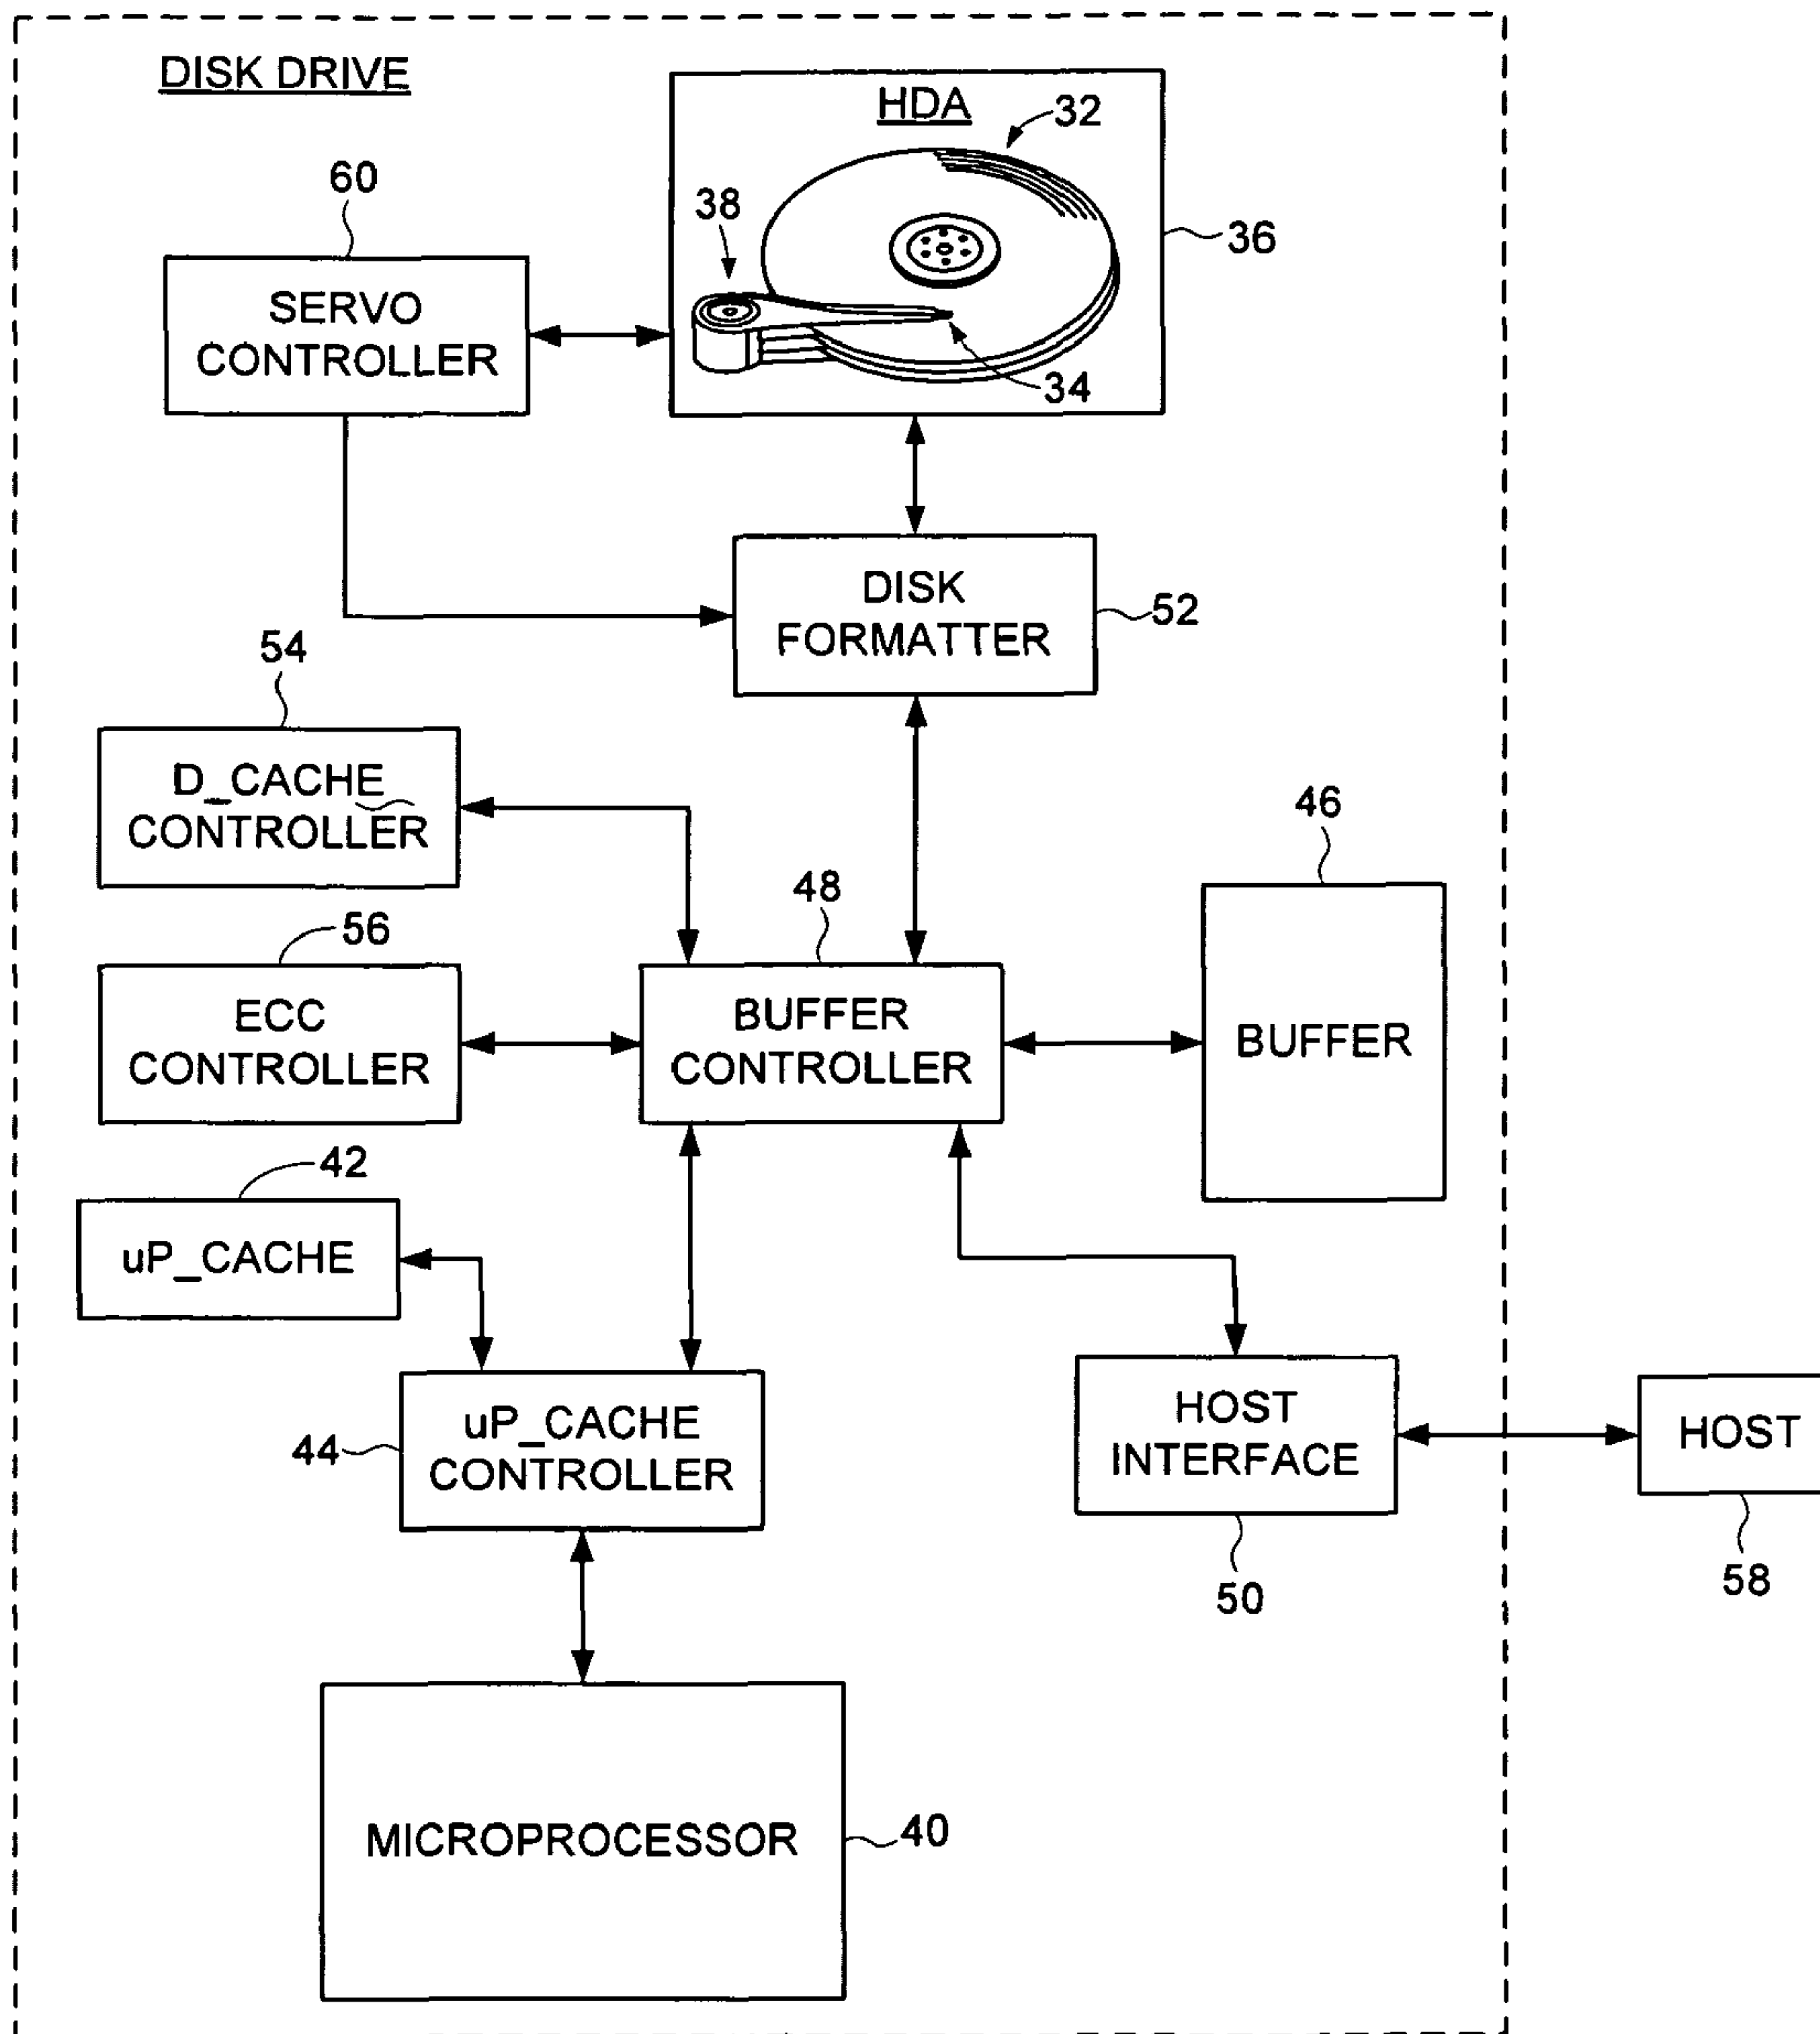 DISK DRIVE
HDA
32
38
60
36
SERVO
CONTROLLER
34
DISK
FORMATTER
52
54
D_CACHE
CONTROLLER
46
48
56
ECC
CONTROLLER
BUFFER
CONTROLLER
BUFFER
42
uP_CACHE
44
uP_CACHE
CONTROLLER
HOST
INTERFACE
HOST
50
58
MICROPROCESSOR
40